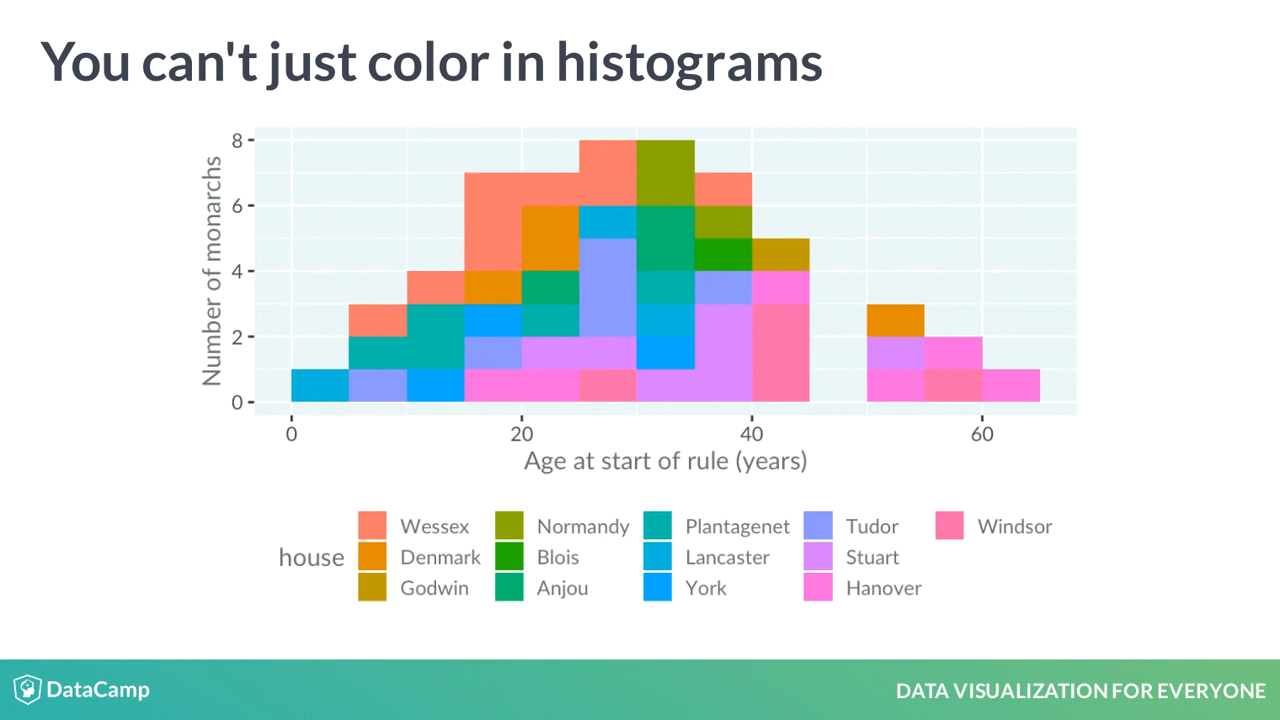 You can't just color in histograms
8
6
4
2
0
Number of monarchs
0 20 40 60
Age at start of rule (years)
house
Wessex Normandy Plantagenet Tudor Windsor
Denmark Blois Lancaster Stuart
Godwin Anjou York Hanover
DataCamp
DATA VISUALIZATION FOR EVERYONE